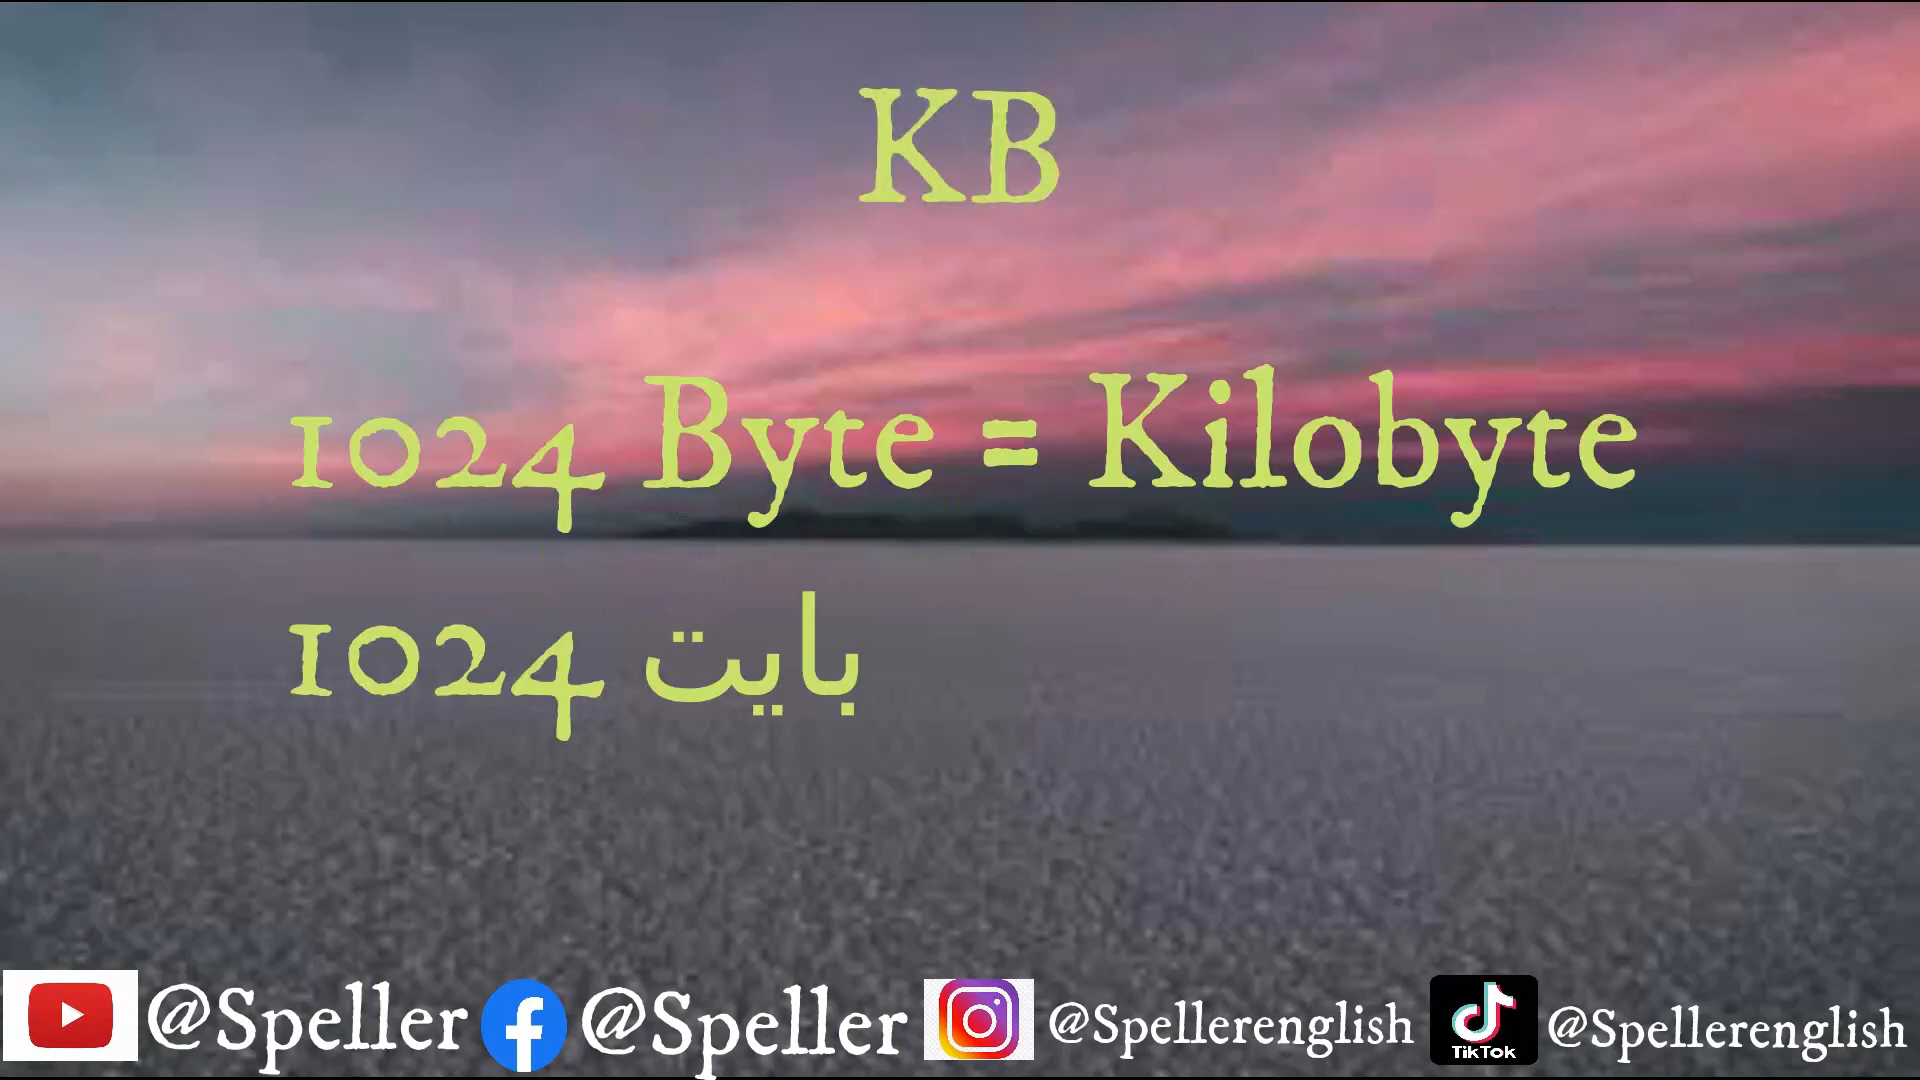 KB
1024 Byte = Kilobyte
1024 بايت
@Speller @Speller @Spellerenglish TikTok @Spellerenglish